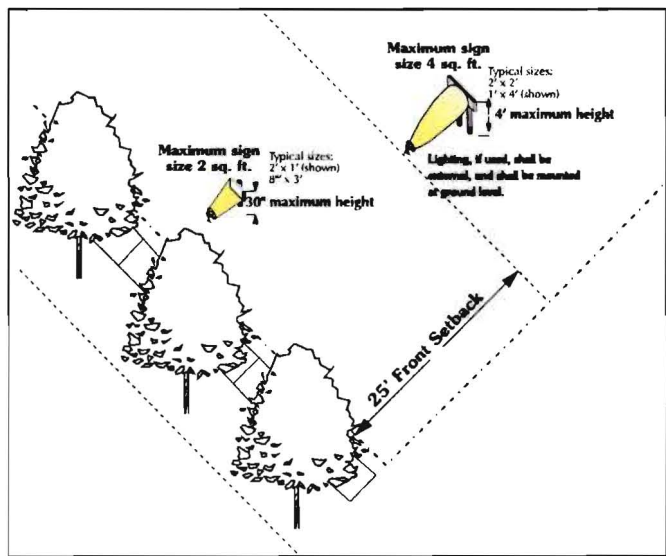 Maximum sign
size 4 sq. ft.
Typical sizes:
2' x 2'
1' x 4' (shown)
4' maximum height
Lighting, if used, shall be
external, and shall be mounted
at ground level.
Maximum sign
size 2 sq. ft.
Typical sizes:
2' x 1' (shown)
8"' x 3'
30" maximum height
25' Front Setback